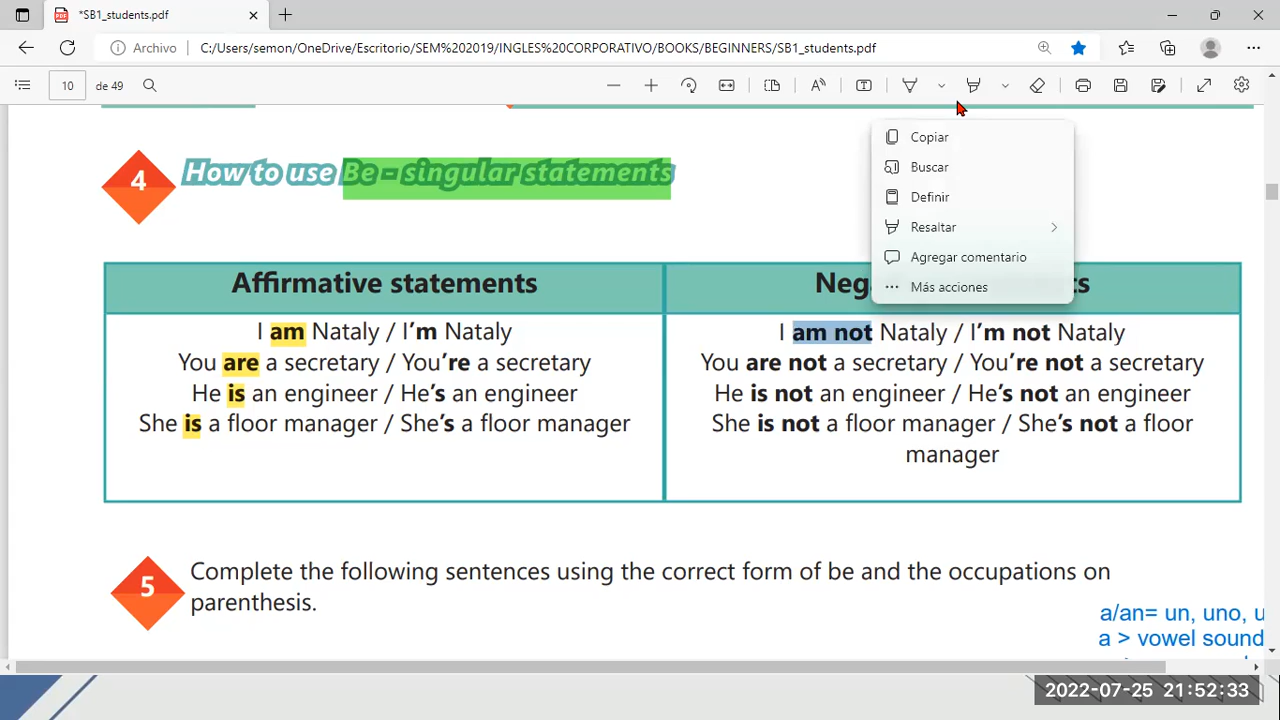 *SB1_students.pdf
Archivo
C:/Users/semon/OneDrive/Escritorio/SEM%202019/INGLES%20CORPORATIVO/BOOKS/BEGINNERS/SB1_students.pdf
10 de 49
4 How to use Be - singular statements
Copiar
Buscar
Definir
Resaltar
Agregar comentario
Más acciones
Affirmative statements
I am Nataly / I'm Nataly
You are a secretary / You're a secretary
He is an engineer / He's an engineer
She is a floor manager / She's a floor manager
I am not Nataly / I'm not Nataly
You are not a secretary / You're not a secretary
He is not an engineer / He's not an engineer
She is not a floor manager / She's not a floor
manager
5 Complete the following sentences using the correct form of be and the occupations on
parenthesis.
a/an= un, uno, u
a > vowel sound
2022-07-25 21:52:33